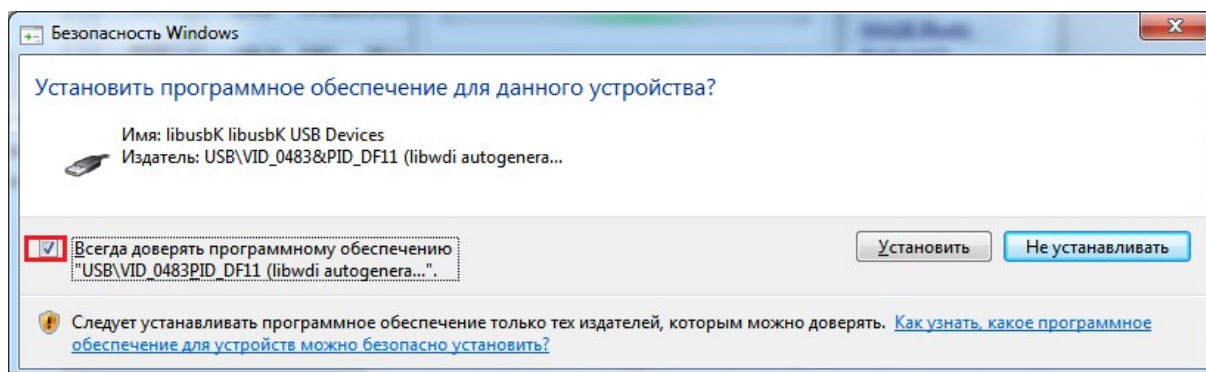 Безопасность Windows
Установить программное обеспечение для данного устройства?
Имя: libusbK libusbK USB Devices
Издатель: USB\VID_0483&PID_DF11 (libwdi autogenera...
Всегда доверять программному обеспечению
"USB\VID_0483PID_DF11 (libwdi autogenera...".
Установить
Не устанавливать
Следует устанавливать программное обеспечение только тех издателей, которым можно доверять. Как узнать, какое программное
обеспечение для устройств можно безопасно установить?